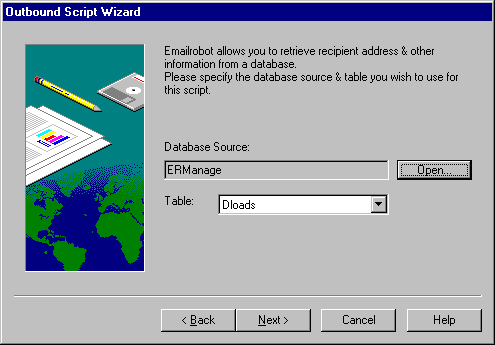 Outbound Script Wizard
Emailrobot allows you to retrieve recipient address & other
information from a database.
Please specify the database source & table you wish to use for
this script.
Database Source:
ERManage
Open...
Table:
Dloads
< Back
Next >
Cancel
Help